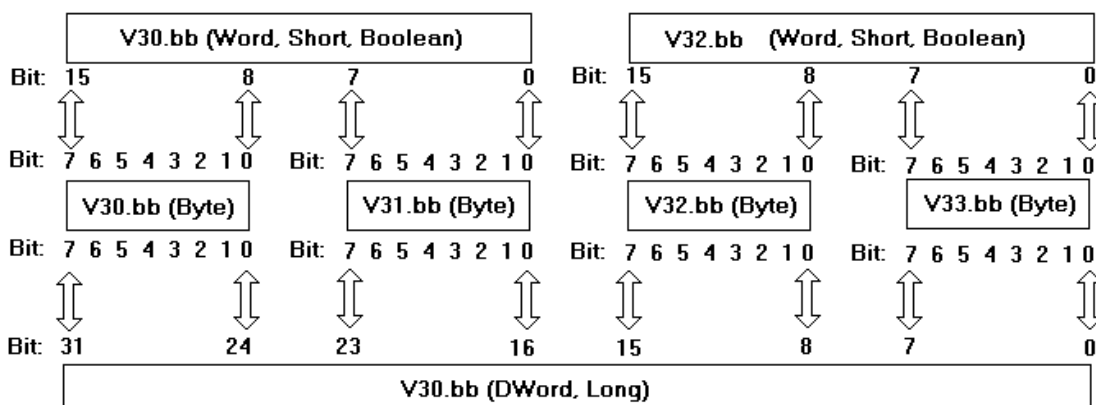 V30.bb (Word, Short, Boolean) V32.bb (Word, Short, Boolean)
Bit: 15 8 7 0 Bit: 15 8 7 0
Bit: 7 6 5 4 3 2 1 0 Bit: 7 6 5 4 3 2 1 0 Bit: 7 6 5 4 3 2 1 0 Bit: 7 6 5 4 3 2 1 0
V30.bb (Byte) V31.bb (Byte) V32.bb (Byte) V33.bb (Byte)
Bit: 7 6 5 4 3 2 1 0 Bit: 7 6 5 4 3 2 1 0 Bit: 7 6 5 4 3 2 1 0 Bit: 7 6 5 4 3 2 1 0
Bit: 31 24 23 16 15 8 7 0
V30.bb (DWord, Long)